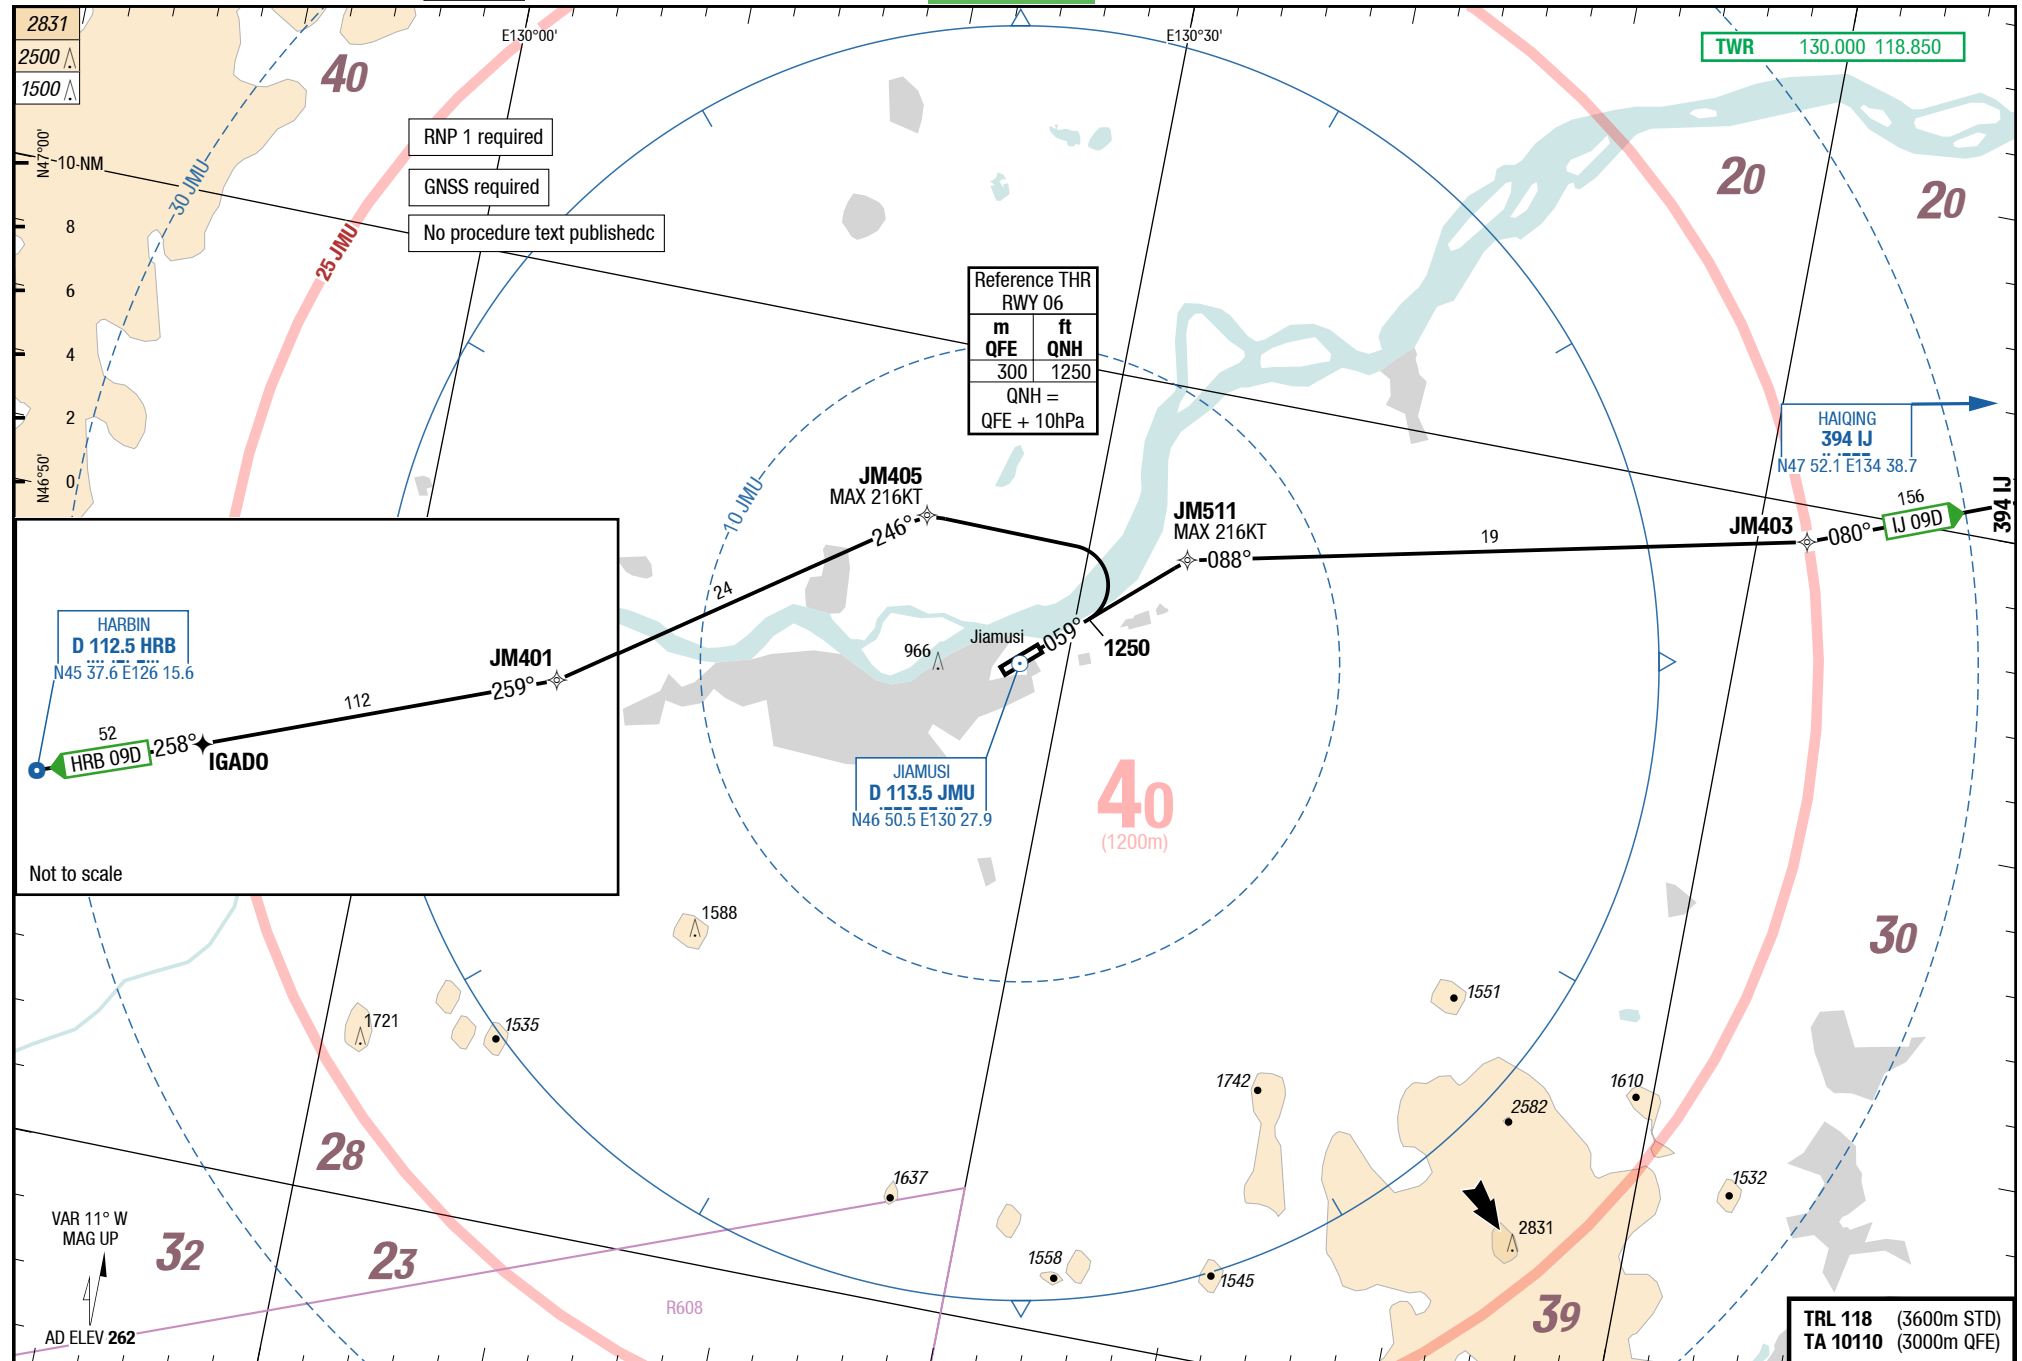 2831
2500
1500
E130°00'
E130°30'
TWR 130.000 118.850
40
20
20
N47°00'
10 NM
8
6
4
2
0
N46°50'
30 JMU
25 JMU
10 JMU
RNP 1 required
GNSS required
No procedure text publishedc
Reference THR
RWY 06
m ft
QFE QNH
300 1250
QNH =
QFE + 10hPa
HAIQING
394 IJ
N47 52.1 E134 38.7
156
IJ 09D
394 IJ
080°
JM403
19
088°
JM511
MAX 216KT
JM405
MAX 216KT
246°
24
JM401
259°
112
HARBIN
D 112.5 HRB
N45 37.6 E126 15.6
52
HRB 09D
258°
IGADO
Not to scale
Jiamusi
966
059°
1250
JIAMUSI
D 113.5 JMU
N46 50.5 E130 27.9
40
(1200m)
30
1588
1721
1535
1551
1742
2582
1610
28
1637
1532
2831
VAR 11° W
MAG UP
32
23
1558
1545
R608
39
AD ELEV 262
TRL 118 (3600m STD)
TA 10110 (3000m QFE)